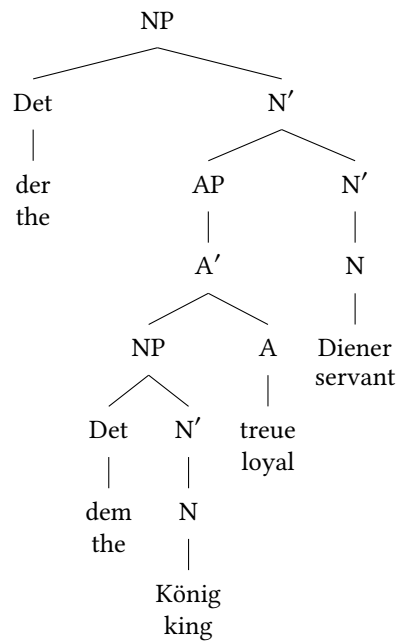 NP
Det N′
der AP N′
the
A′ N
NP A Diener
servant
Det N′ treue
loyal
dem N
the
König
king